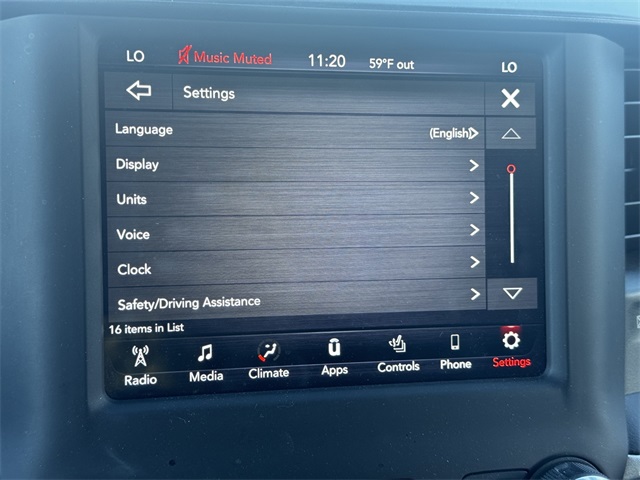 LO Music Muted 11:20 59°F out LO
Settings
Language (English)
Display
Units
Voice
Clock
Safety/Driving Assistance
16 items in List
Radio Media Climate Apps Controls Phone Settings